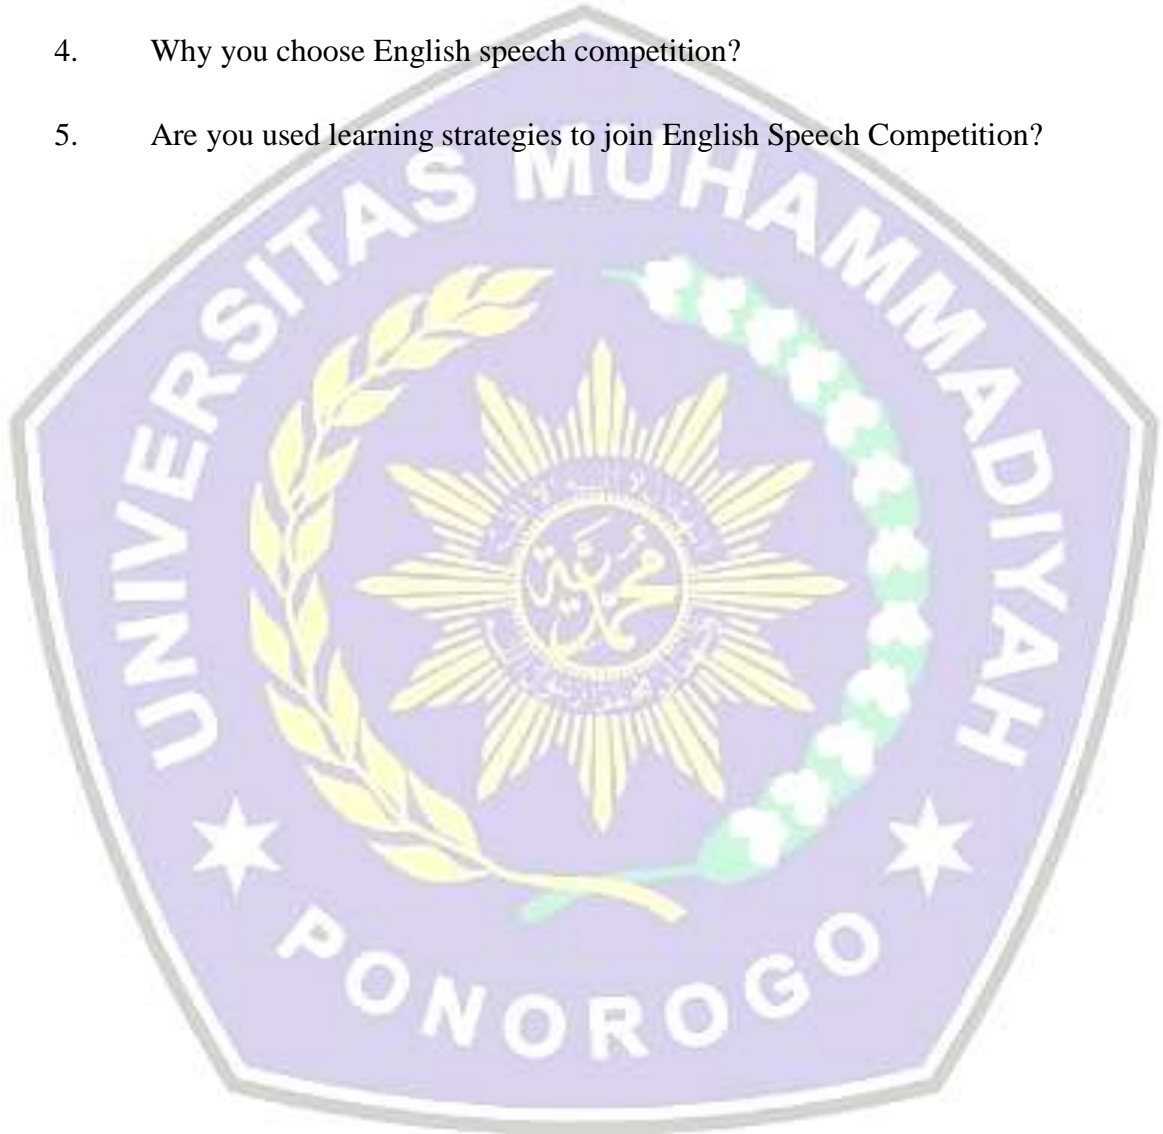 4. Why you choose English speech competition?
5. Are you used learning strategies to join English Speech Competition?
UNIVERSITAS MUHAMMADIYAH
PONOROGO
محمدية